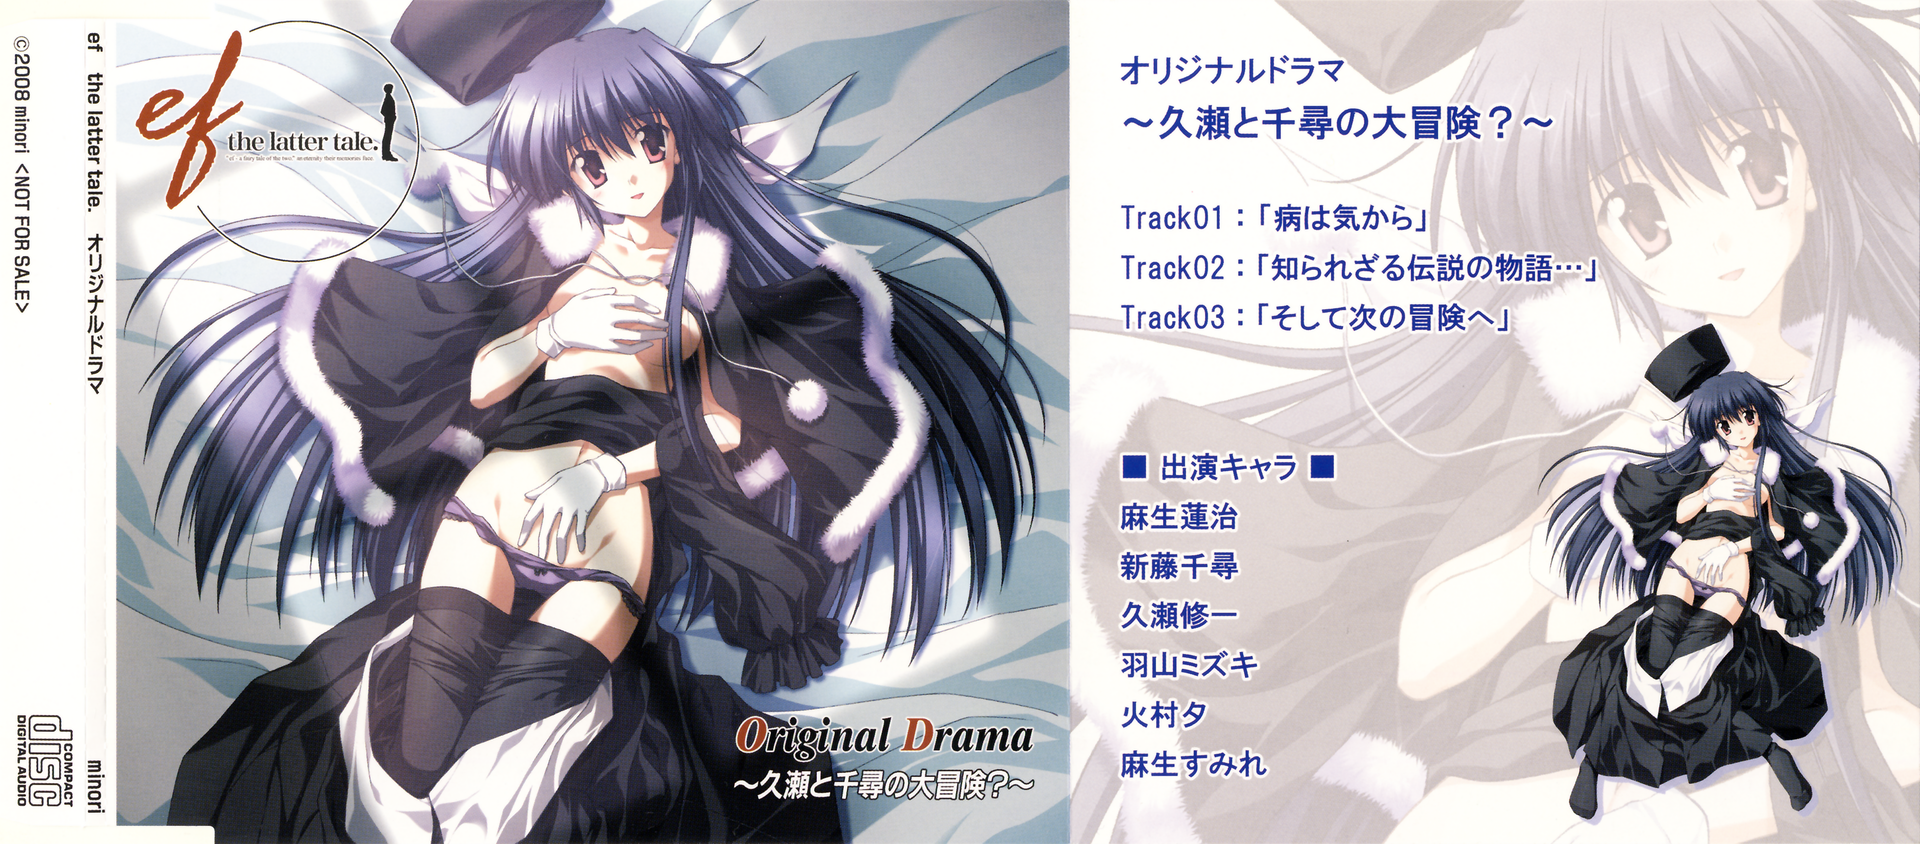 ©2008 minori <NOT FOR SALE>
COMPACT
disc
DIGITAL AUDIO
ef the latter tale. オリジナルドラマ
minori
ef
the latter tale.
"ef - a fairy tale of the two." an eternity their memories face.
Original Drama
～久瀬と千尋の大冒険？～
オリジナルドラマ
～久瀬と千尋の大冒険？～
Track01：「病は気から」
Track02：「知られざる伝説の物語…」
Track03：「そして次の冒険へ」
■ 出演キャラ ■
麻生蓮治
新藤千尋
久瀬修一
羽山ミズキ
火村夕
麻生すみれ